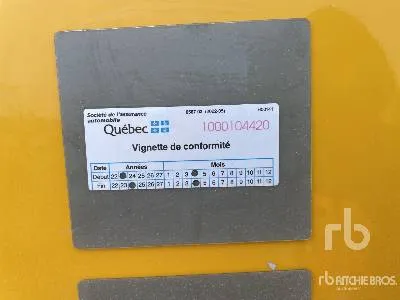 Société de l'assurance
automobile
Québec
1000104420
Vignette de conformité
Date Années Mois
Début 22 24 25 26 27 1 2 3 5 6 7 8 9 10 11 12
Fin 22 23 25 26 27 1 2 3 5 6 7 8 9 10 11 12
rb
rb RITCHIE BROS.